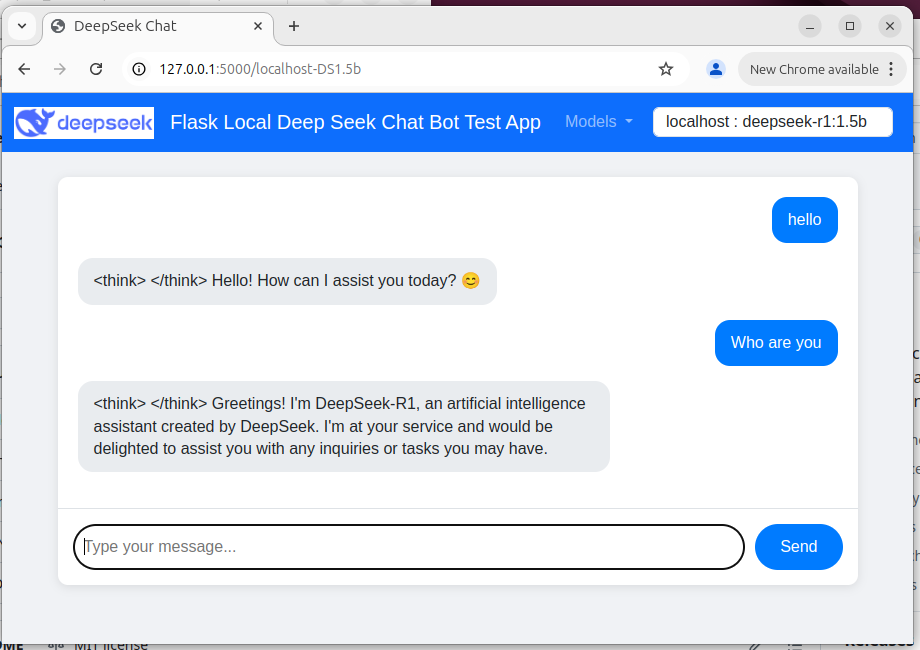 DeepSeek Chat
127.0.0.1:5000/localhost-DS1.5b
New Chrome available
deepseek
Flask Local Deep Seek Chat Bot Test App
Models
localhost : deepseek-r1:1.5b
hello
<think> </think> Hello! How can I assist you today? 😊
Who are you
<think> </think> Greetings! I'm DeepSeek-R1, an artificial intelligence
assistant created by DeepSeek. I'm at your service and would be
delighted to assist you with any inquiries or tasks you may have.
Type your message...
Send
MIT license